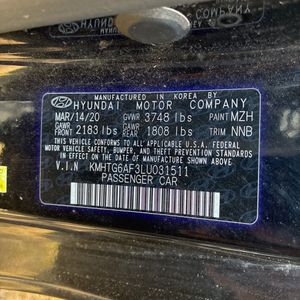 MANUFACTURED IN KOREA BY
HYUNDAI MOTOR COMPANY
MAR/14/20 GVWR 3748 lbs PAINT MZH
GAWR FRONT 2183 lbs GAWR REAR 1808 lbs TRIM NNB
THIS VEHICLE CONFORMS TO ALL APPLICABLE U.S.A. FEDERAL
MOTOR VEHICLE SAFETY, BUMPER, AND THEFT PREVENTION
STANDARDS IN EFFECT ON THE DATE OF MANUFACTURE SHOWN ABOVE.
V.I.N : KMHTG6AF3LU031511
PASSENGER CAR
COMPANY
HYUNDAI